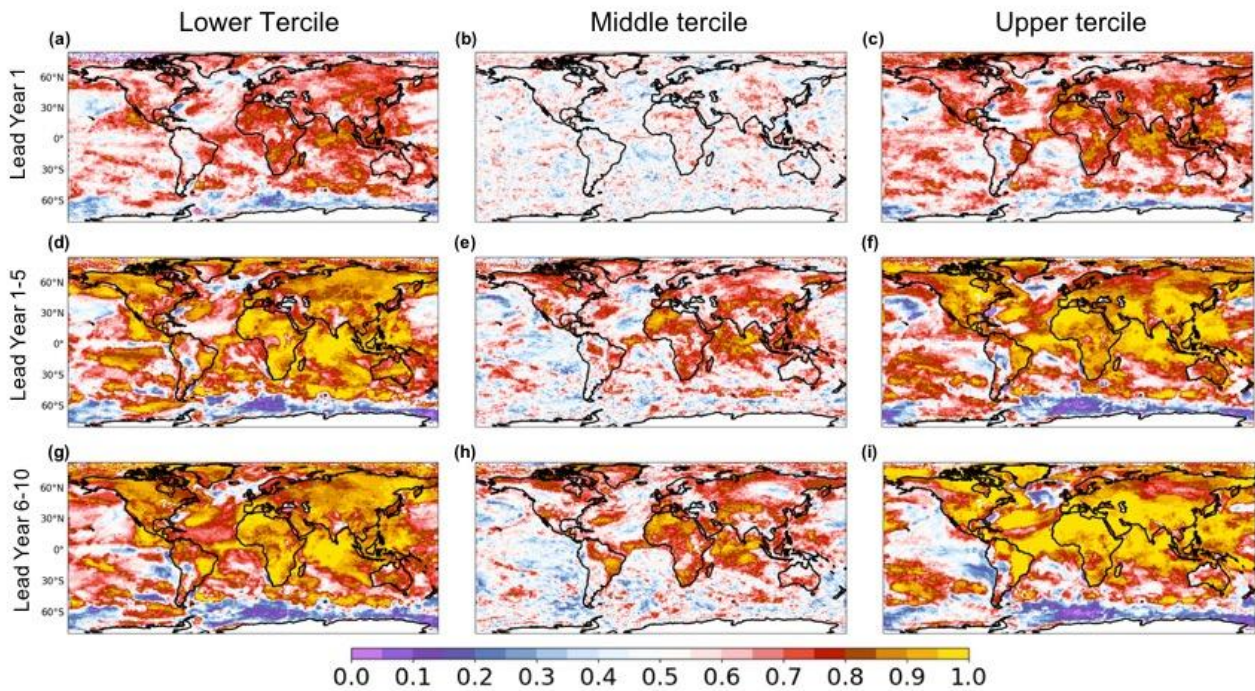 Lower Tercile Middle tercile Upper tercile
(a) (b) (c)
Lead Year 1
60°N
30°N
0°
30°S
60°S
(d) (e) (f)
Lead Year 1-5
60°N
30°N
0°
30°S
60°S
(g) (h) (i)
Lead Year 6-10
60°N
30°N
0°
30°S
60°S
0.0 0.1 0.2 0.3 0.4 0.5 0.6 0.7 0.8 0.9 1.0